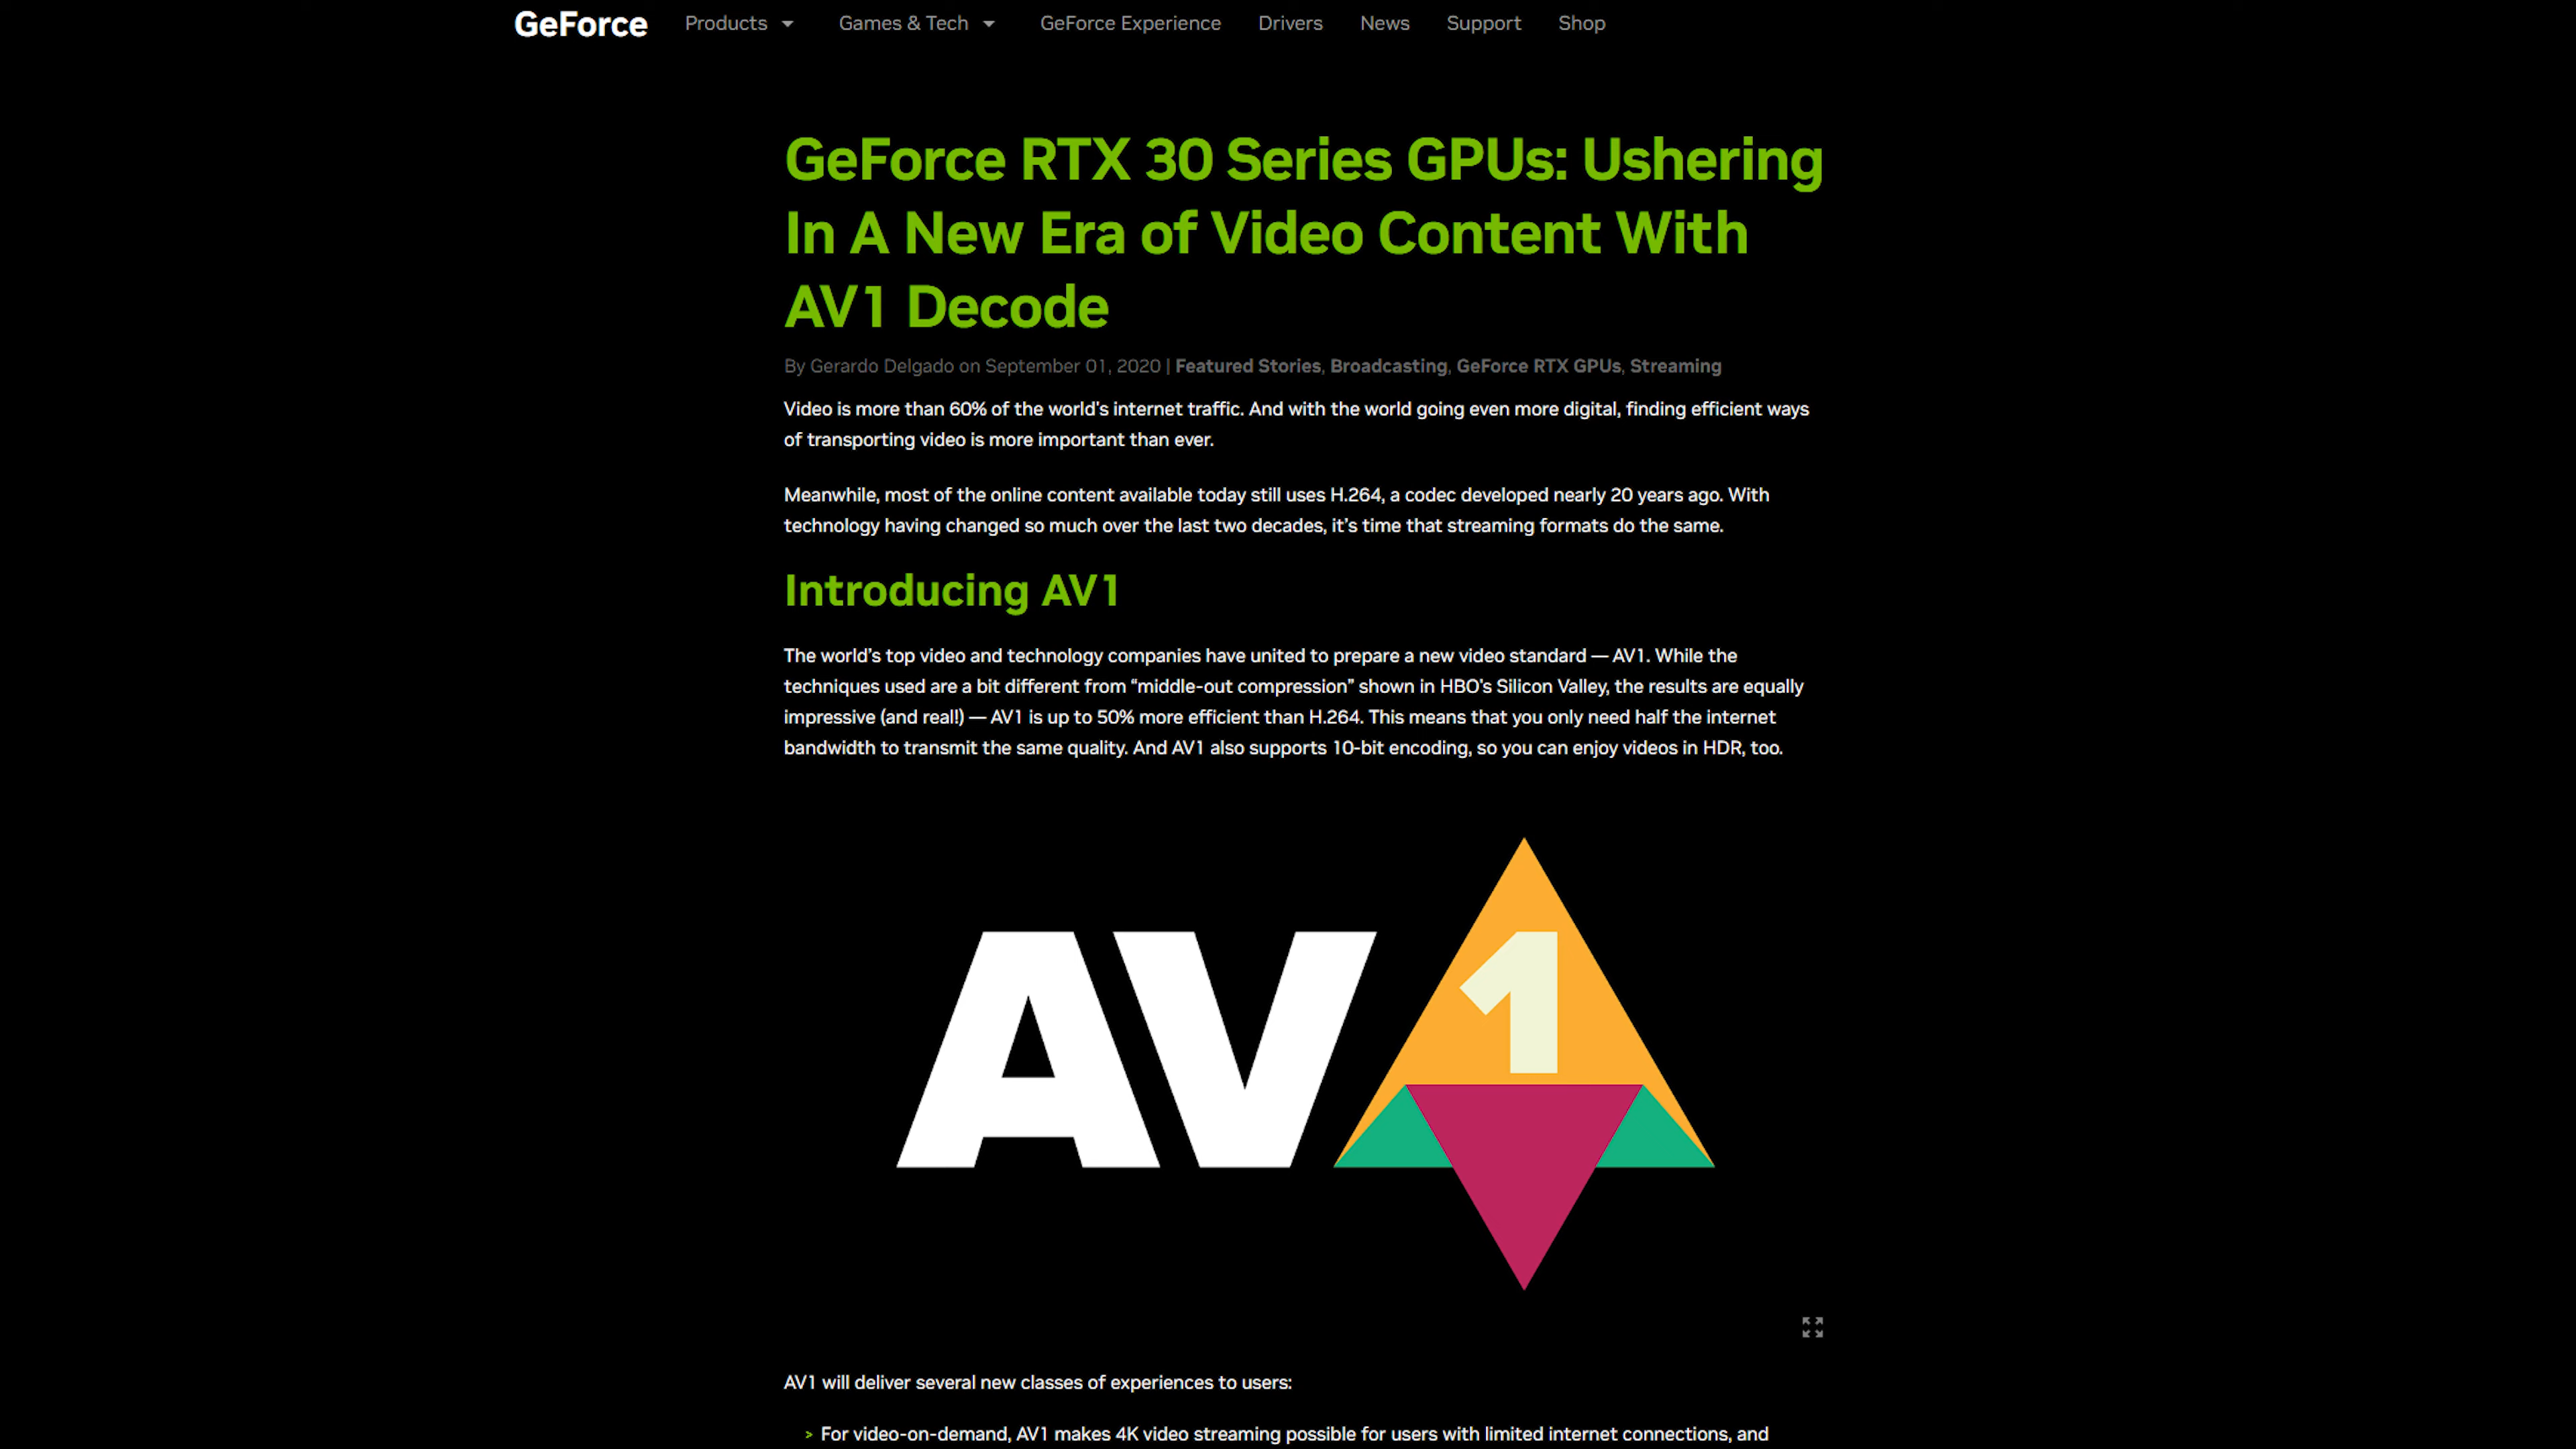 GeForce Products Games & Tech GeForce Experience Drivers News Support Shop
GeForce RTX 30 Series GPUs: Ushering
In A New Era of Video Content With
AV1 Decode
By Gerardo Delgado on September 01, 2020 | Featured Stories, Broadcasting, GeForce RTX GPUs, Streaming
Video is more than 60% of the world's internet traffic. And with the world going even more digital, finding efficient ways
of transporting video is more important than ever.
Meanwhile, most of the online content available today still uses H.264, a codec developed nearly 20 years ago. With
technology having changed so much over the last two decades, it's time that streaming formats do the same.
Introducing AV1
The world's top video and technology companies have united to prepare a new video standard — AV1. While the
techniques used are a bit different from “middle-out compression” shown in HBO's Silicon Valley, the results are equally
impressive (and real!) — AV1 is up to 50% more efficient than H.264. This means that you only need half the internet
bandwidth to transmit the same quality. And AV1 also supports 10-bit encoding, so you can enjoy videos in HDR, too.
AV1
AV1 will deliver several new classes of experiences to users:
> For video-on-demand, AV1 makes 4K video streaming possible for users with limited internet connections, and